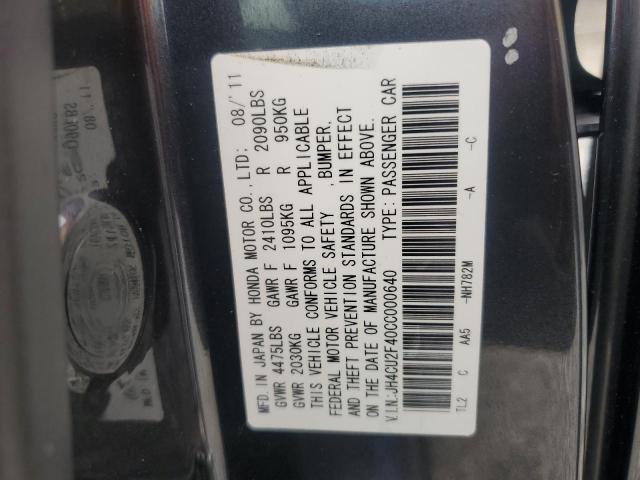 MFD. IN JAPAN BY HONDA MOTOR CO., LTD: 08/'11
GVWR 4475LBS GAWR F 2410LBS R 2090LBS
GVWR 2030KG GAWR F 1095KG R 950KG
THIS VEHICLE CONFORMS TO ALL APPLICABLE
FEDERAL MOTOR VEHICLE SAFETY ,BUMPER,
AND THEFT PREVENTION STANDARDS IN EFFECT
ON THE DATE OF MANUFACTURE SHOWN ABOVE.
V.I.N:JH4CU2F40CC000640 TYPE: PASSENGER CAR
TL2 C AA5 -NH782M -A -C